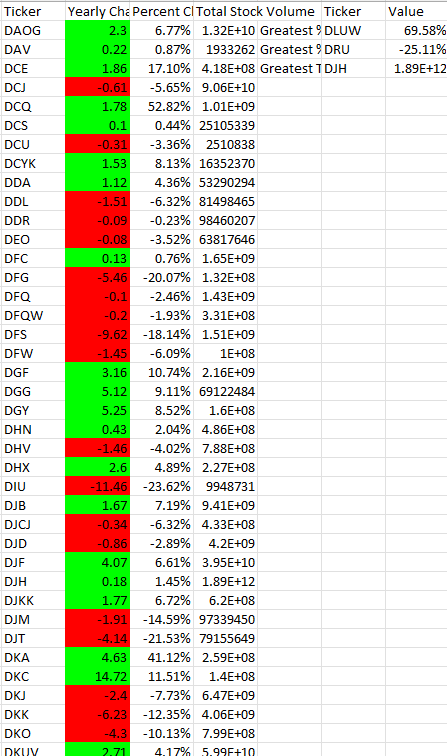 Ticker Yearly Cha Percent C Total Stock Volume Ticker Value
DAOG 2.3 6.77% 1.32E+10 Greatest % DLUW 69.58%
DAV 0.22 0.87% 1933262 Greatest % DRU -25.11%
DCE 1.86 17.10% 4.18E+08 Greatest T DJH 1.89E+12
DCJ -0.61 -5.65% 9.06E+10
DCQ 1.78 52.82% 1.01E+09
DCS 0.1 0.44% 25105339
DCU -0.31 -3.36% 2510838
DCYK 1.53 8.13% 16352370
DDA 1.12 4.36% 53290294
DDL -1.51 -6.32% 81498465
DDR -0.09 -0.23% 98460207
DEO -0.08 -3.52% 63817646
DFC 0.13 0.76% 1.65E+09
DFG -5.46 -20.07% 1.32E+08
DFQ -0.1 -2.46% 1.43E+09
DFQW -0.2 -1.93% 3.31E+08
DFS -9.62 -18.14% 1.51E+09
DFW -1.45 -6.09% 1E+08
DGF 3.16 10.74% 2.16E+09
DGG 5.12 9.11% 69122484
DGY 5.25 8.52% 1.6E+08
DHN 0.43 2.04% 4.86E+08
DHV -1.46 -4.02% 7.88E+08
DHX 2.6 4.89% 2.27E+08
DIU -11.46 -23.62% 9948731
DJB 1.67 7.19% 9.41E+09
DJCJ -0.34 -6.32% 4.33E+08
DJD -0.86 -2.89% 4.2E+09
DJF 4.07 6.61% 3.95E+10
DJH 0.18 1.45% 1.89E+12
DJKK 1.77 6.72% 6.2E+08
DJM -1.91 -14.59% 97339450
DJT -4.14 -21.53% 79155649
DKA 4.63 41.12% 2.59E+08
DKC 14.72 11.51% 1.4E+08
DKJ -2.4 -7.73% 6.47E+09
DKK -6.23 -12.35% 4.06E+09
DKO -4.3 -10.13% 7.99E+08
DKUV 2.71 4.17% 5.99E+10